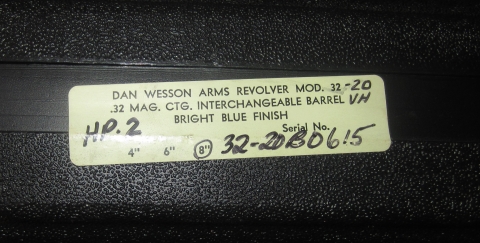 DAN WESSON ARMS REVOLVER MOD. 32-20
.32 MAG. CTG. INTERCHANGEABLE BARREL VH
BRIGHT BLUE FINISH
HP.2 Serial No.
4" 6" 8" 32-20B0615